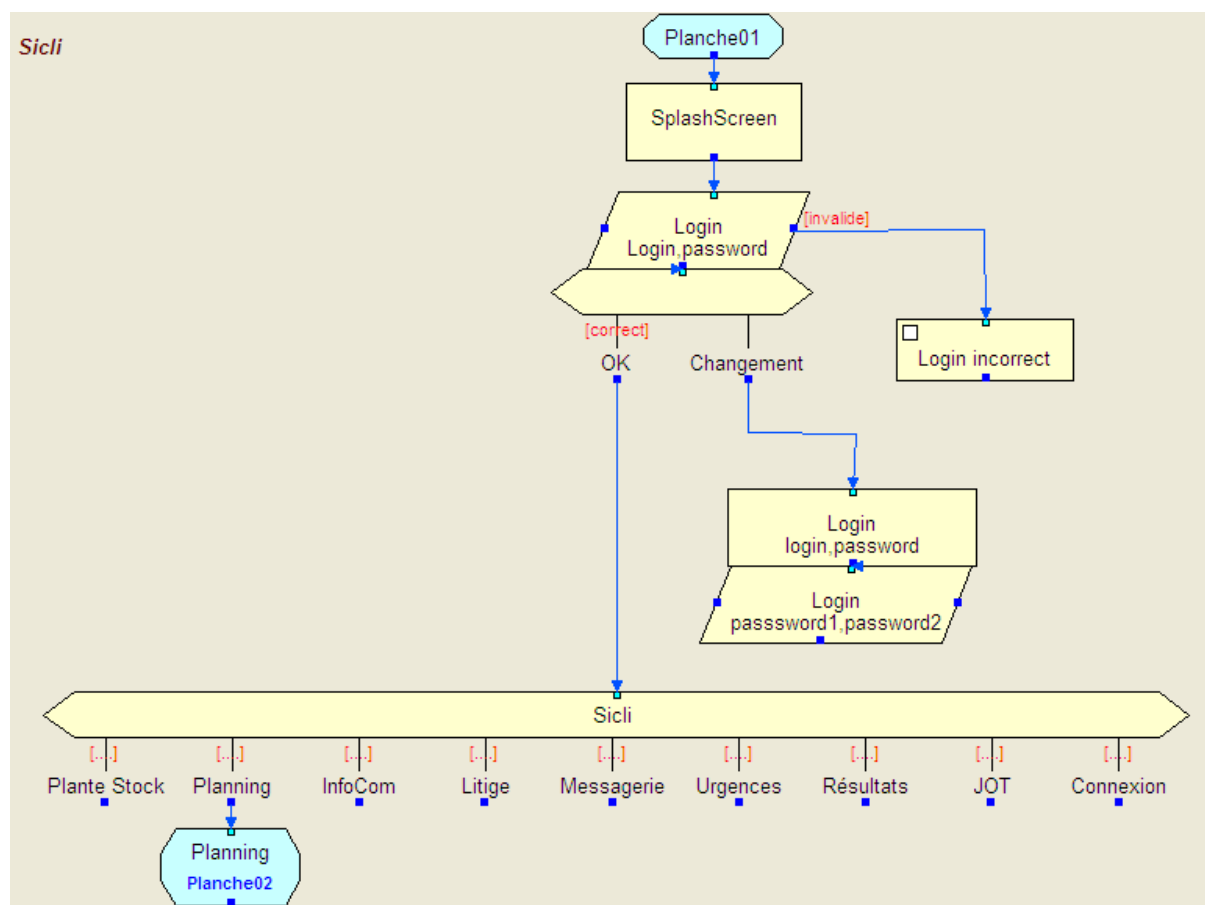 Sicli
Planche01
SplashScreen
Login
Login,password
[invalide]
[correct]
OK
Changement
Login incorrect
Login
login,password
Login
passsword1,password2
Sicli
[....] [....] [....] [....] [....] [....] [....] [....] [....]
Plante Stock Planning InfoCom Litige Messagerie Urgences Résultats JOT Connexion
Planning
Planche02